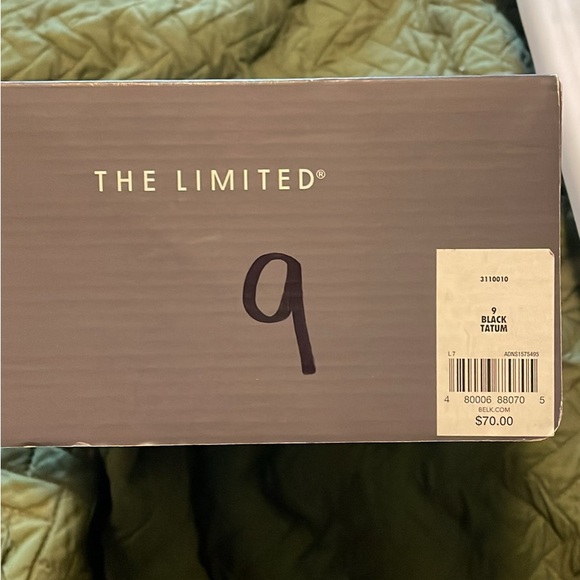 THE LIMITED®
9
3110010
9
BLACK
TATUM
L7 ADNS1575495
4 80006 88070 5
BELK.COM
$70.00